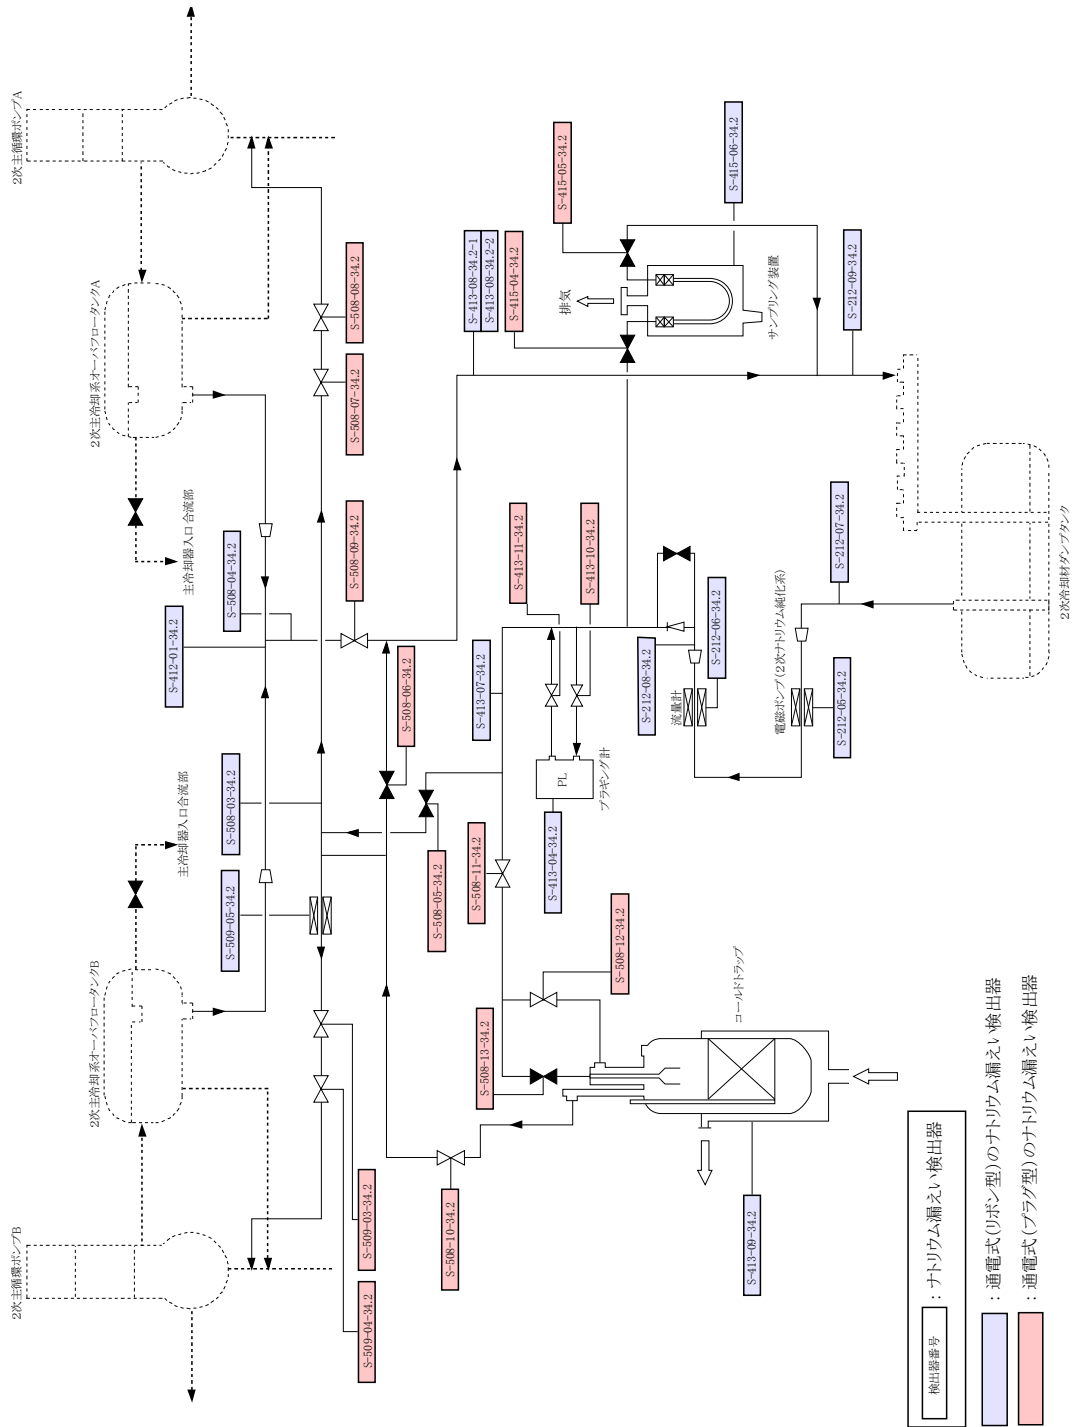 2次主循環ポンプB
2次主冷却系オーバフロータンクB
主冷却器入口合流部
2次主冷却系オーバフロータンクA
主冷却器入口合流部
2次主循環ポンプA
S-509-05-34.2
S-508-03-34.2
S-412-01-34.2
S-508-04-34.2
S-509-04-34.2
S-509-03-34.2
S-508-09-34.2
S-508-07-34.2
S-508-08-34.2
S-508-10-34.2
S-508-05-34.2
S-508-06-34.2
S-508-13-34.2
S-508-11-34.2
S-413-07-34.2
S-413-08-34.2-1
S-413-08-34.2-2
S-415-04-34.2
S-415-05-34.2
S-413-11-34.2
S-413-10-34.2
S-413-04-34.2
PL
プラギング計
排気
S-508-12-34.2
S-212-08-34.2
流量計
S-212-06-34.2
S-415-06-34.2
サンプリング装置
コールドトラップ
S-413-09-34.2
電磁ポンプ(2次ナトリウム純化系)
S-212-05-34.2
S-212-07-34.2
S-212-09-34.2
2次冷却材ダンプタンク
検出器番号
:ナトリウム漏えい検出器
:通電式(リボン型)のナトリウム漏えい検出器
:通電式(プラグ型)のナトリウム漏えい検出器